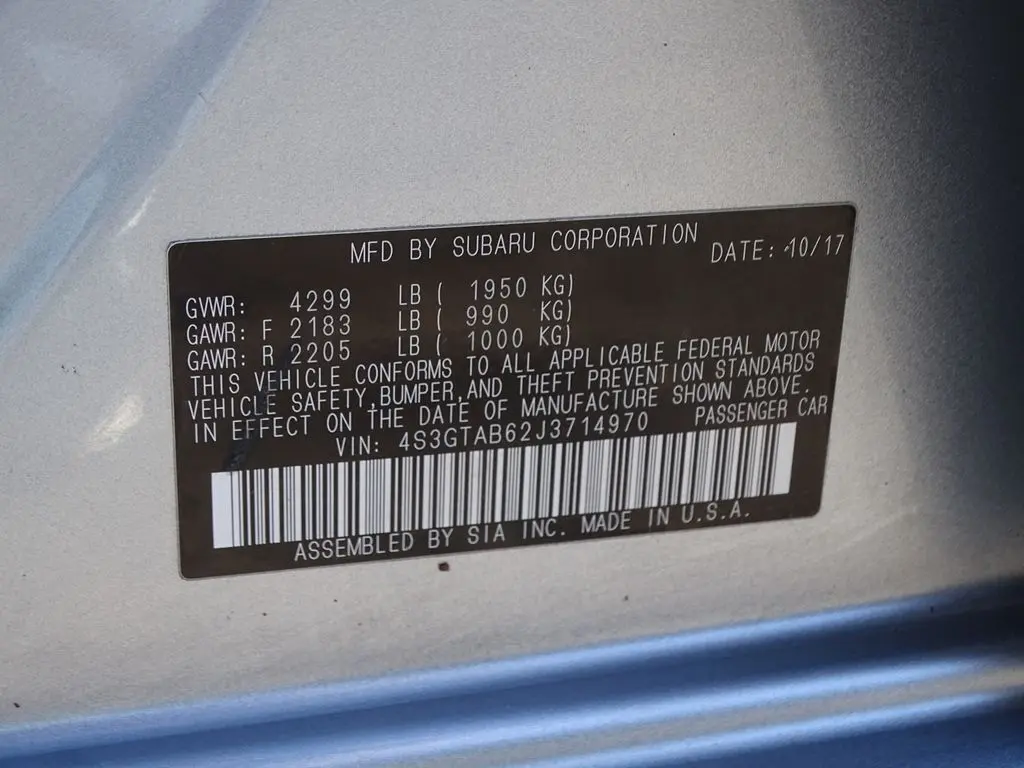 MFD BY SUBARU CORPORATION DATE: 10/17
GVWR: 4299 LB ( 1950 KG)
GAWR: F 2183 LB ( 990 KG)
GAWR: R 2205 LB ( 1000 KG)
THIS VEHICLE CONFORMS TO ALL APPLICABLE FEDERAL MOTOR
VEHICLE SAFETY,BUMPER,AND THEFT PREVENTION STANDARDS
IN EFFECT ON THE DATE OF MANUFACTURE SHOWN ABOVE.
VIN: 4S3GTAB62J3714970 PASSENGER CAR
ASSEMBLED BY SIA INC. MADE IN U.S.A.